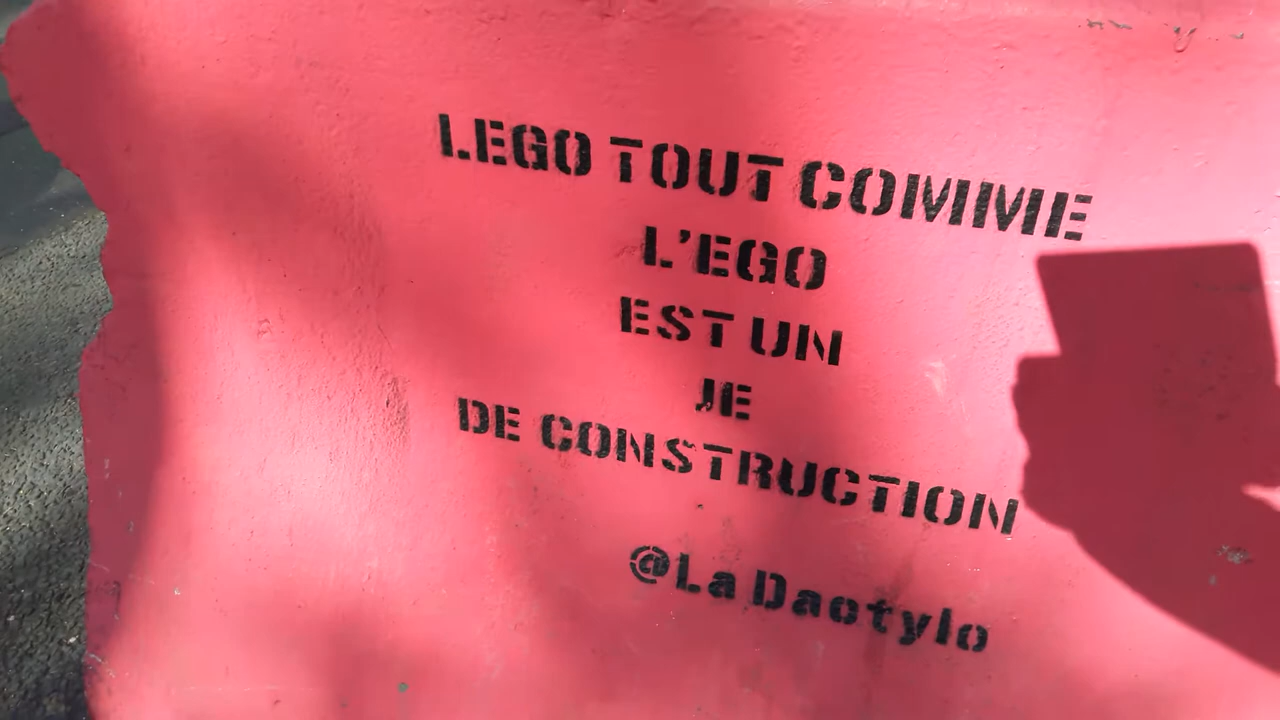 LEGO TOUT COMME
L'EGO
EST UN
JE
DE CONSTRUCTION
@La Dactylo